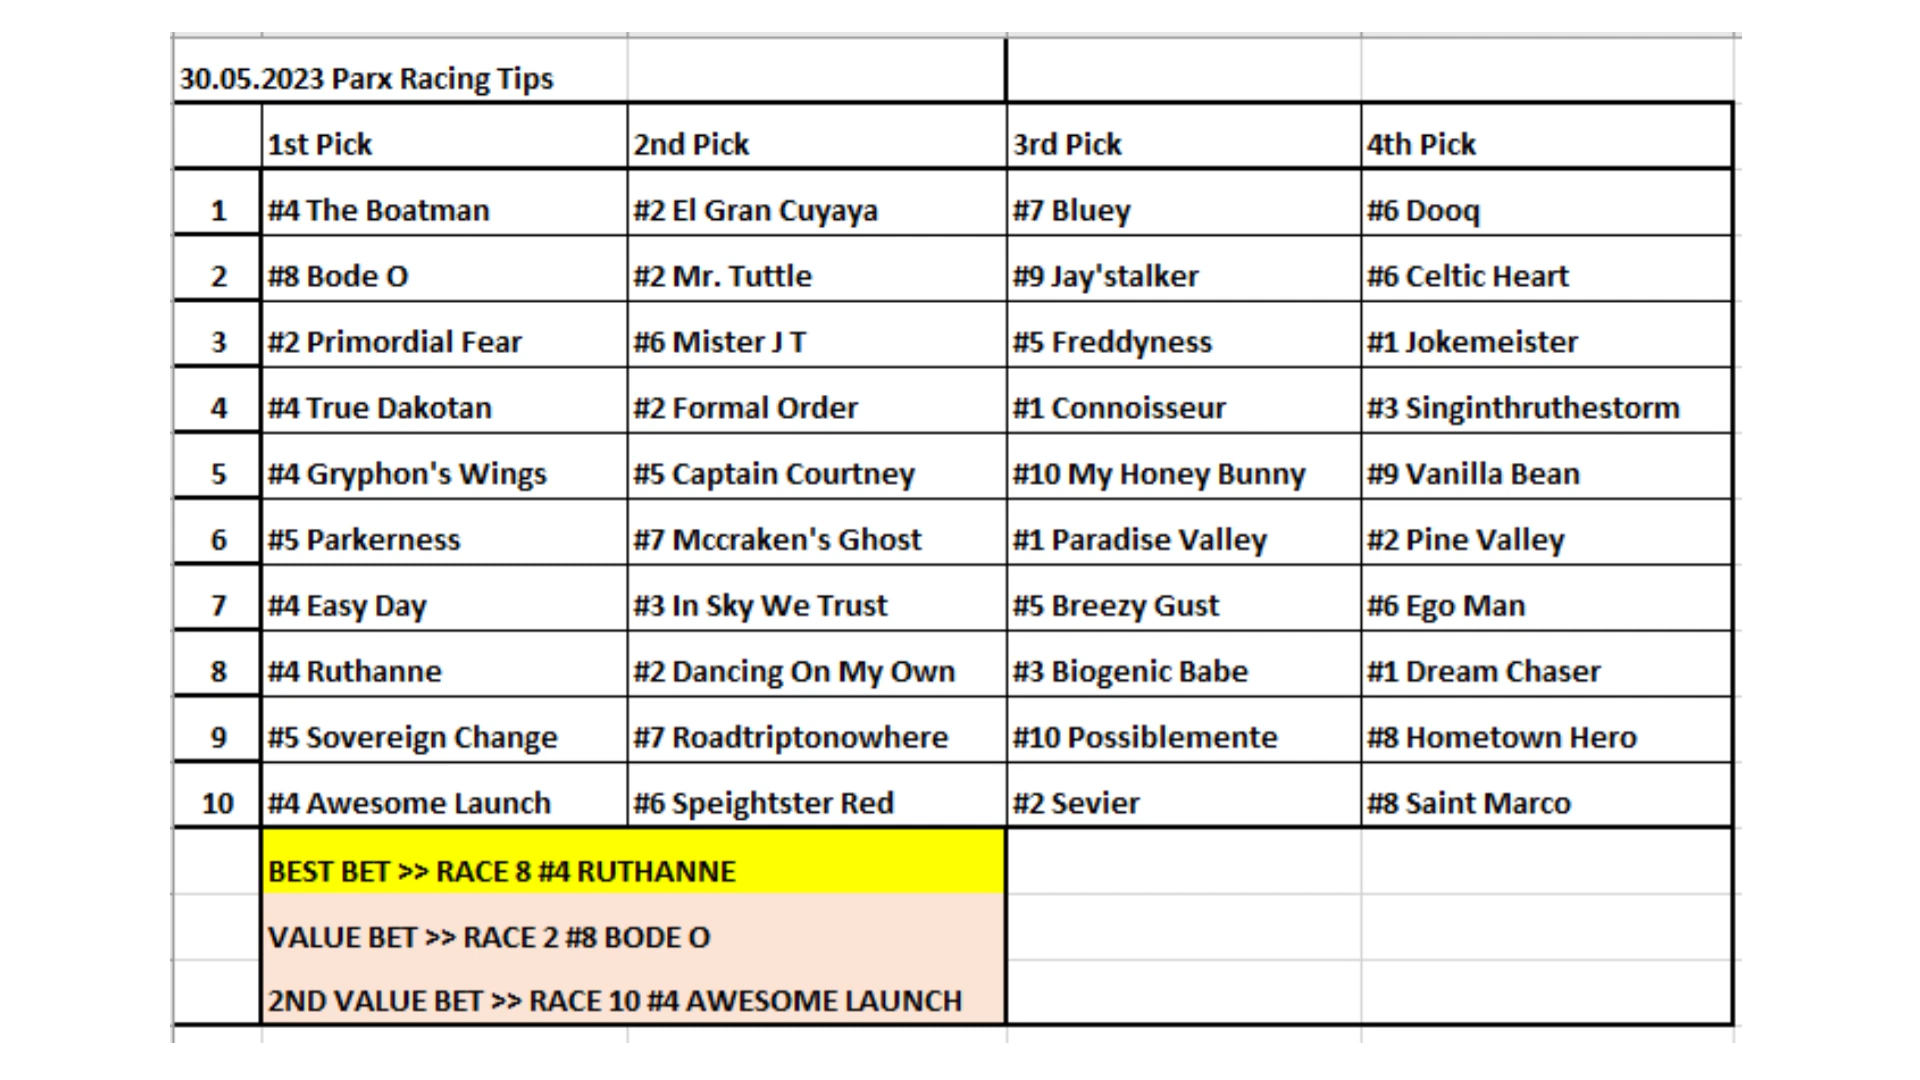 30.05.2023 Parx Racing Tips
1st Pick 2nd Pick 3rd Pick 4th Pick
1 #4 The Boatman #2 El Gran Cuyaya #7 Bluey #6 Dooq
2 #8 Bode O #2 Mr. Tuttle #9 Jay'stalker #6 Celtic Heart
3 #2 Primordial Fear #6 Mister J T #5 Freddyness #1 Jokemeister
4 #4 True Dakotan #2 Formal Order #1 Connoisseur #3 Singinthruthestorm
5 #4 Gryphon's Wings #5 Captain Courtney #10 My Honey Bunny #9 Vanilla Bean
6 #5 Parkerness #7 Mccraken's Ghost #1 Paradise Valley #2 Pine Valley
7 #4 Easy Day #3 In Sky We Trust #5 Breezy Gust #6 Ego Man
8 #4 Ruthanne #2 Dancing On My Own #3 Biogenic Babe #1 Dream Chaser
9 #5 Sovereign Change #7 Roadtriptonowhere #10 Possiblemente #8 Hometown Hero
10 #4 Awesome Launch #6 Speightster Red #2 Sevier #8 Saint Marco
BEST BET >> RACE 8 #4 RUTHANNE
VALUE BET >> RACE 2 #8 BODE O
2ND VALUE BET >> RACE 10 #4 AWESOME LAUNCH